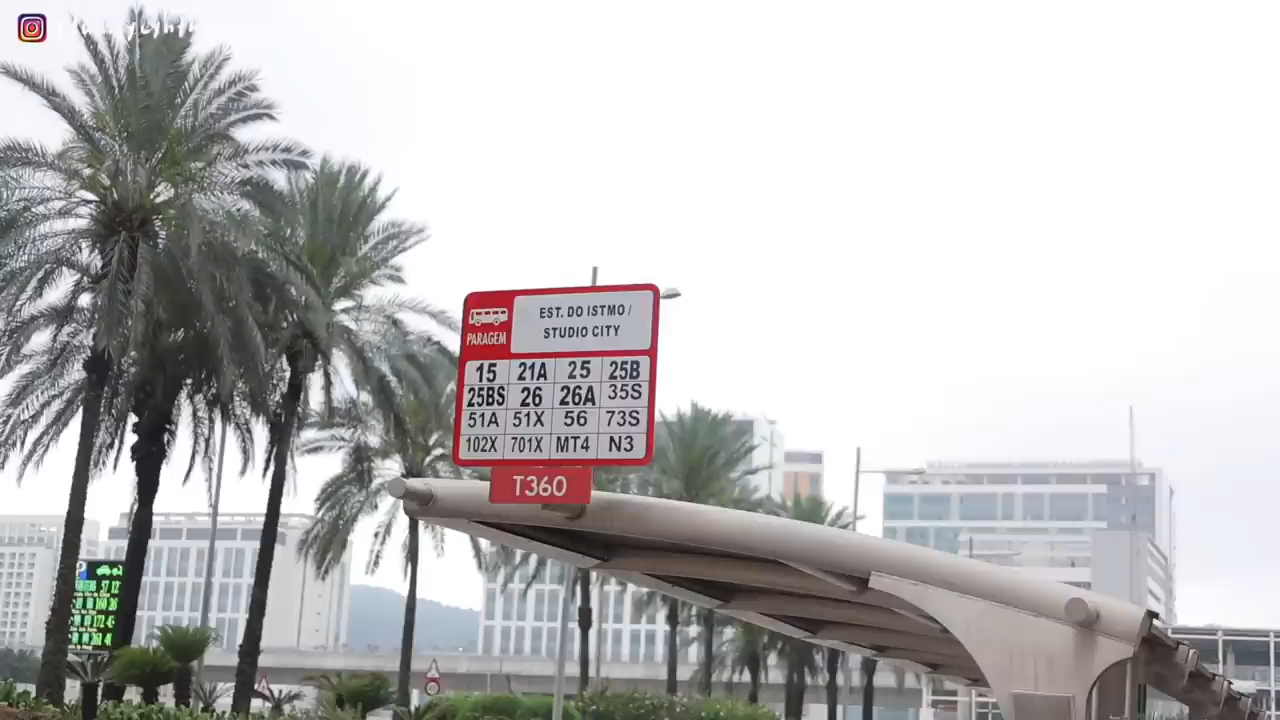 EST. DO ISTMO /
STUDIO CITY
PARAGEM
15 21A 25 25B
25BS 26 26A 35S
51A 51X 56 73S
102X 701X MT4 N3
T360